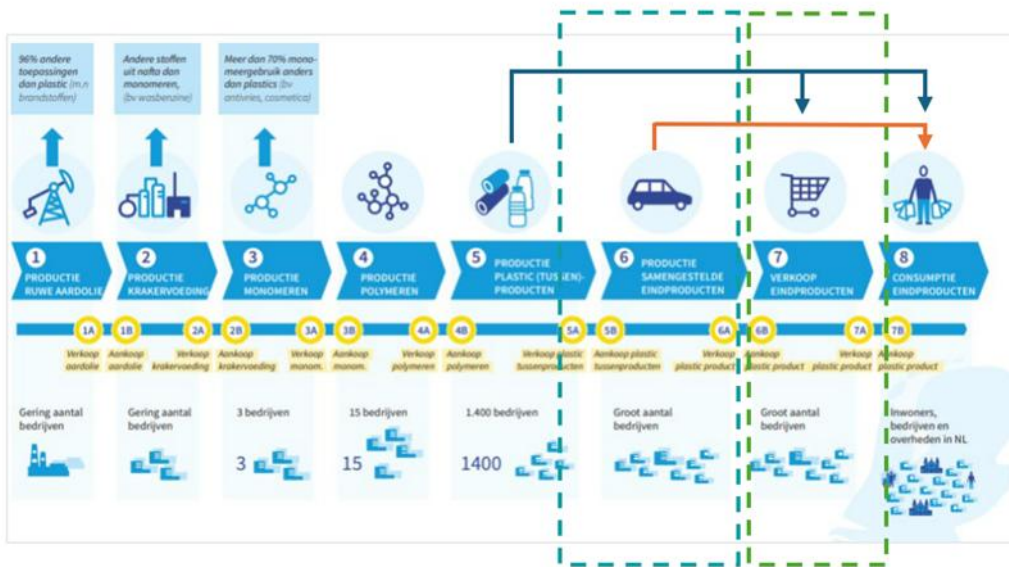 96% andere
toepassingen
dan plastic (m.n
brandstoffen)
Andere stoffen
uit nafta dan
monomeren,
(bv wasbenzine)
Meer dan 70% mono-
meergebruik anders
dan plastics (bv
antivries, cosmetica)
1
PRODUCTIE
RUWE AARDOLIE
2
PRODUCTIE
KRAKERVOEDING
3
PRODUCTIE
MONOMEREN
4
PRODUCTIE
POLYMEREN
5
PRODUCTIE
PLASTIC (TUSSEN)-
PRODUCTEN
6
PRODUCTIE
SAMENGESTELDE
EINDPRODUCTEN
7
VERKOOP
EINDPRODUCTEN
8
CONSUMPTIE
EINDPRODUCTEN
1A
1B
2A
2B
3A
3B
4A
4B
5A
5B
6A
6B
7A
7B
Verkoop
aardolie
Aankoop
aardolie
Verkoop
krakervoeding
Aankoop
krakervoeding
Verkoop
monom.
Aankoop
monom.
Verkoop
polymeren
Aankoop
polymeren
Verkoop plastic
tussenproducten
Aankoop plastic
tussenproducten
Verkoop
plastic product
Aankoop
plastic product
Verkoop
plastic product
Aankoop
plastic product
Gering aantal
bedrijven
Gering aantal
bedrijven
3 bedrijven
3
15 bedrijven
15
1.400 bedrijven
1400
Groot aantal
bedrijven
Groot aantal
bedrijven
Inwoners,
bedrijven en
overheden in NL